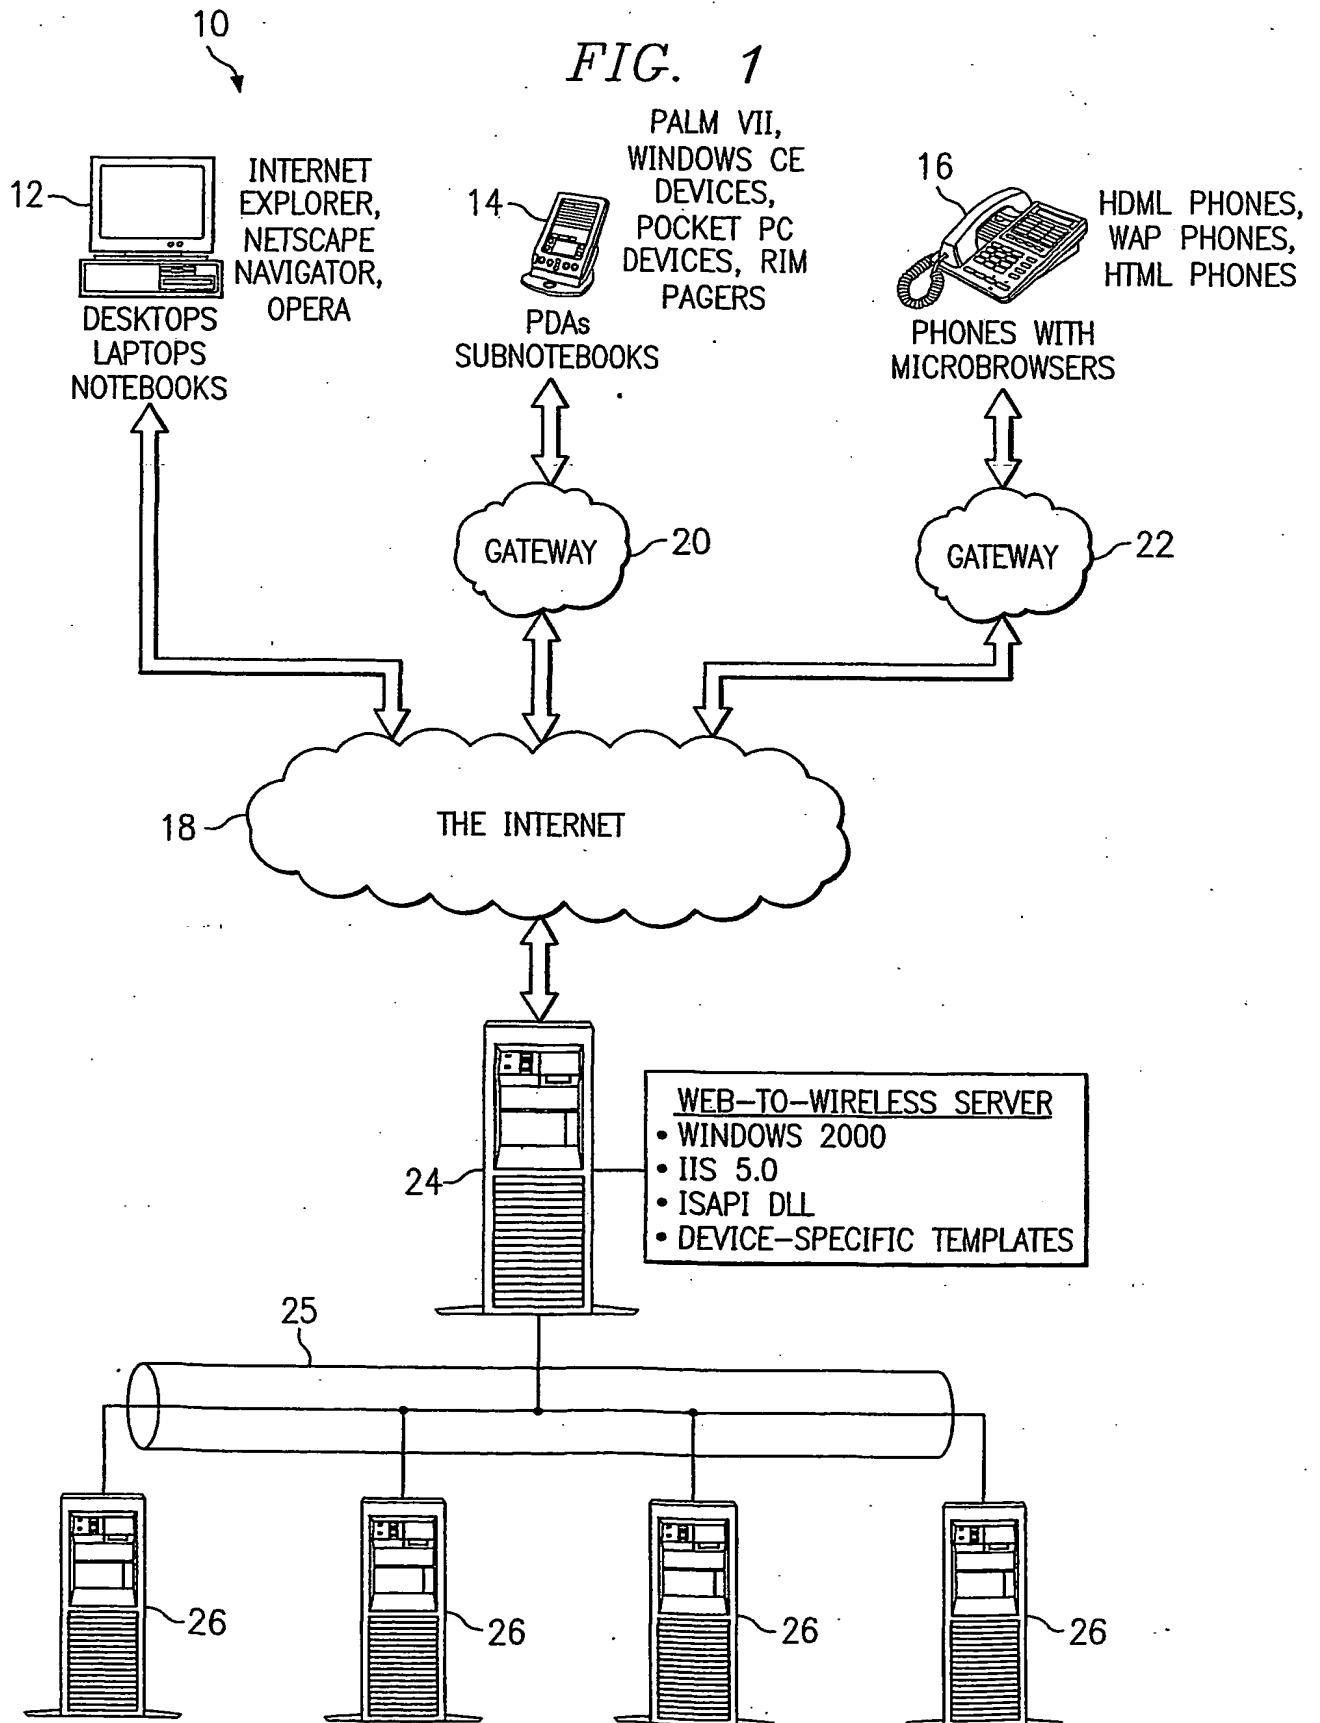 10
FIG. 1
12
INTERNET
EXPLORER,
NETSCAPE
NAVIGATOR,
OPERA
DESKTOPS
LAPTOPS
NOTEBOOKS
14
PALM VII,
WINDOWS CE
DEVICES,
POCKET PC
DEVICES, RIM
PAGERS
PDAs
SUBNOTEBOOKS
16
HDML PHONES,
WAP PHONES,
HTML PHONES
PHONES WITH
MICROBROWSERS
GATEWAY
20
GATEWAY
22
18
THE INTERNET
24
WEB–TO–WIRELESS SERVER
• WINDOWS 2000
• IIS 5.0
• ISAPI DLL
• DEVICE–SPECIFIC TEMPLATES
25
26
26
26
26